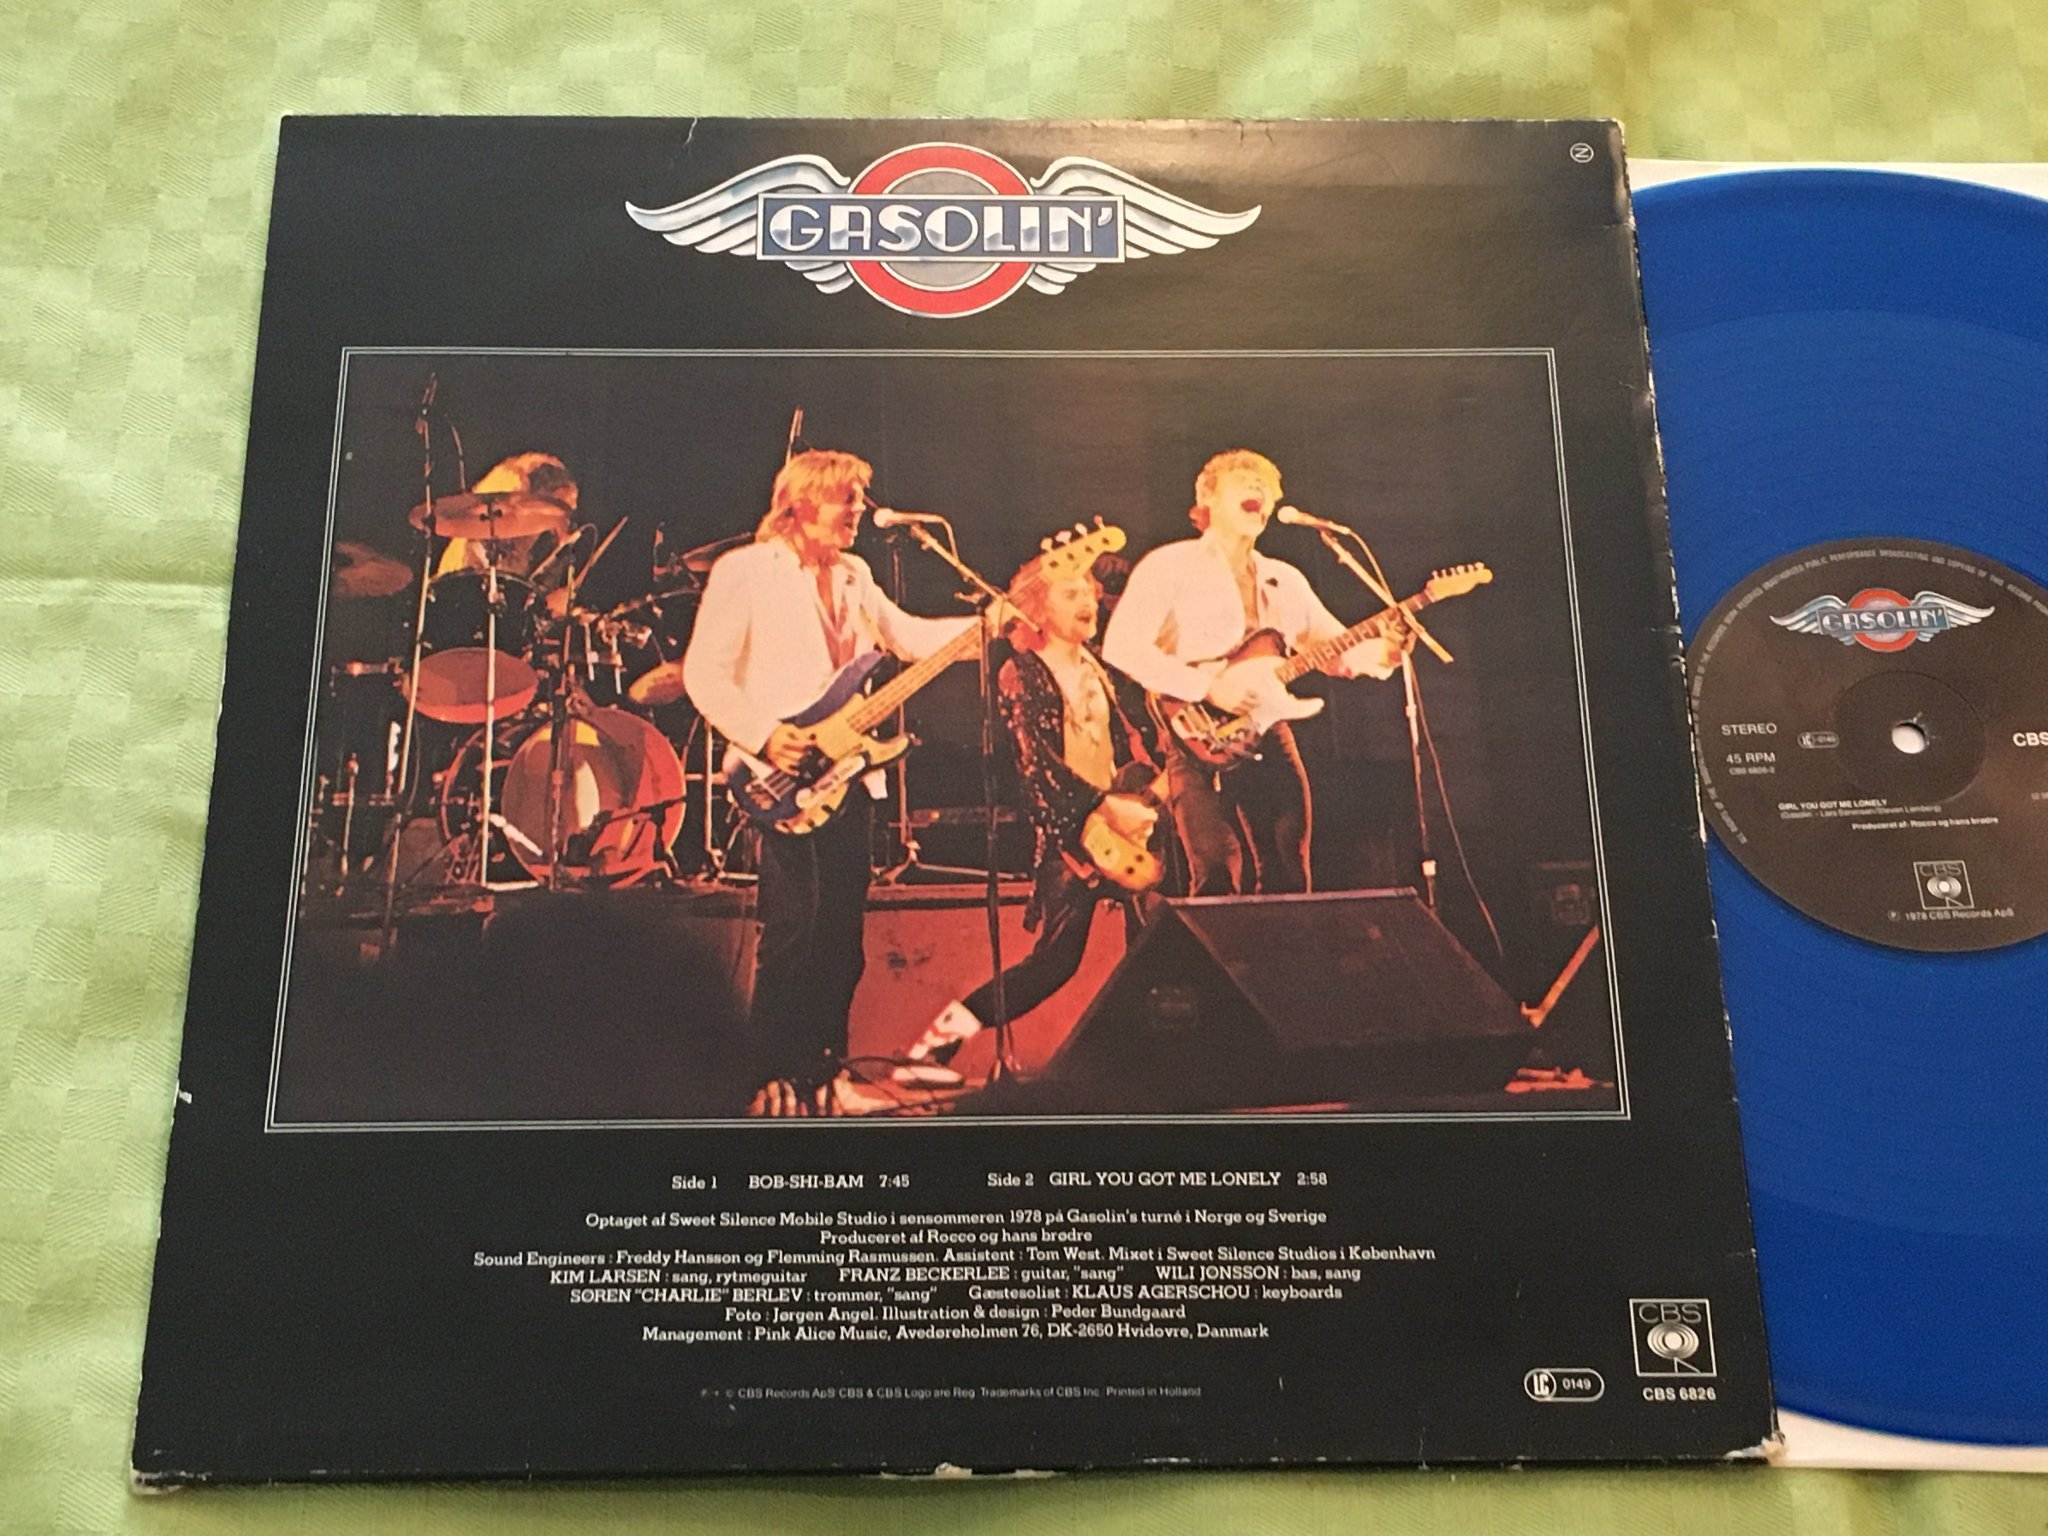 GASOLIN'
N
Side 1 BOB-SHI-BAM 7:45 Side 2 GIRL YOU GOT ME LONELY 2:58
Optaget af Sweet Silence Mobile Studio i sensommeren 1978 på Gasolin's turné i Norge og Sverige
Produceret af Rocco og hans brødre
Sound Engineers : Freddy Hansson og Flemming Rasmussen. Assistent : Tom West. Mixet i Sweet Silence Studios i København
KIM LARSEN : sang, rytmeguitar FRANZ BECKERLEE : guitar, "sang" WILI JONSSON : bas, sang
SØREN "CHARLIE" BERLEV : trommer, "sang" Gæstesolist : KLAUS AGERSCHOU : keyboards
Foto : Jørgen Angel. Illustration & design : Peder Bundgaard
Management : Pink Alice Music, Avedøreholmen 76, DK-2650 Hvidovre, Danmark
℗ + © CBS Records ApS CBS & CBS Logo are Reg. Trademarks of CBS Inc. Printed in Holland
LC 0149
CBS
CBS 6826
GASOLIN'
STEREO
LC 0149
CBS
45 RPM
CBS 6826-2
GIRL YOU GOT ME LONELY
Produceret af: Rocco og hans brødre
CBS
℗ 1978 CBS Records ApS